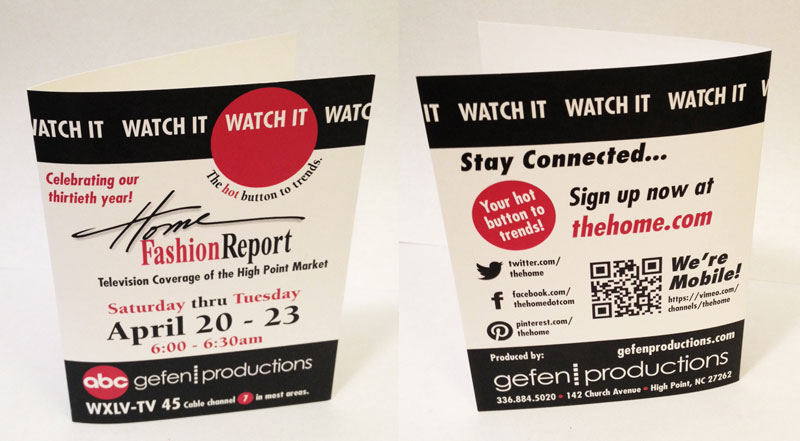 WATCH IT WATCH IT WATCH IT WATC
The hot button to trends.
Celebrating our
thirtieth year!
Home
FashionReport
Television Coverage of the High Point Market
Saturday thru Tuesday
April 20 - 23
6:00 - 6:30am
abc gefen productions
WXLV-TV 45 Cable channel 7 in most areas.
IT WATCH IT WATCH IT WATCH IT W
Stay Connected...
Your hot
button to
trends!
Sign up now at
thehome.com
twitter.com/
thehome
facebook.com/
thehomedotcom
pinterest.com/
thehome
We're
Mobile!
https://vimeo.com/
channels/thehome
Produced by:
gefenproductions.com
gefen productions
336.884.5020 • 142 Church Avenue • High Point, NC 27262